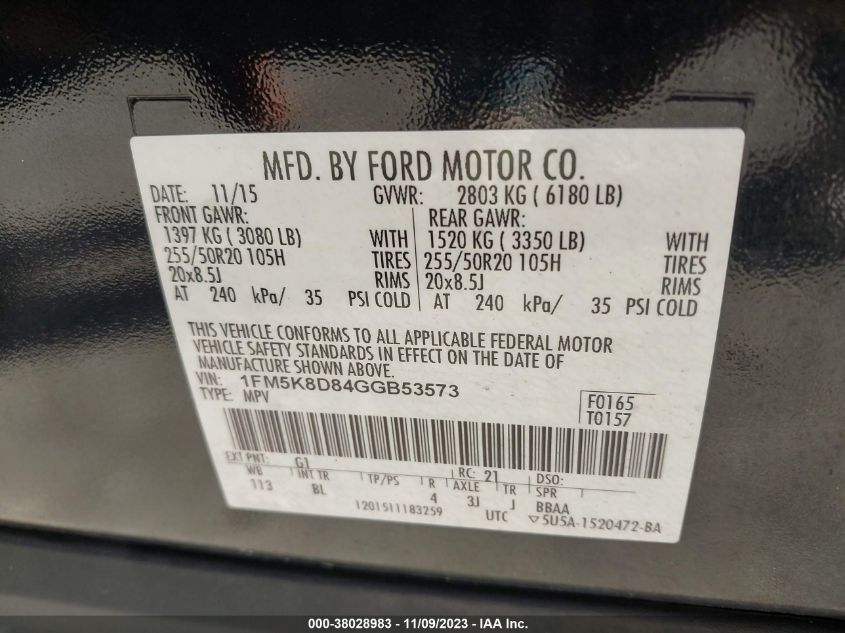 MFD. BY FORD MOTOR CO.
DATE: 11/15 GVWR: 2803 KG ( 6180 LB)
FRONT GAWR: REAR GAWR:
1397 KG ( 3080 LB) WITH 1520 KG ( 3350 LB) WITH
255/50R20 105H TIRES 255/50R20 105H TIRES
20x8.5J RIMS 20x8.5J RIMS
AT 240 kPa/ 35 PSI COLD AT 240 kPa/ 35 PSI COLD
THIS VEHICLE CONFORMS TO ALL APPLICABLE FEDERAL MOTOR
VEHICLE SAFETY STANDARDS IN EFFECT ON THE DATE OF
MANUFACTURE SHOWN ABOVE.
VIN: 1FM5K8D84GGB53573
TYPE: MPV
F0165
T0157
EXT PNT: G1 RC: 21 DSO:
WB INT TR TP/PS R AXLE TR SPR
113 BL 4 3J J BBAA
1201511183259 UTC ▽5U5A-1520472-BA
000-38028983 - 11/09/2023 - IAA Inc.